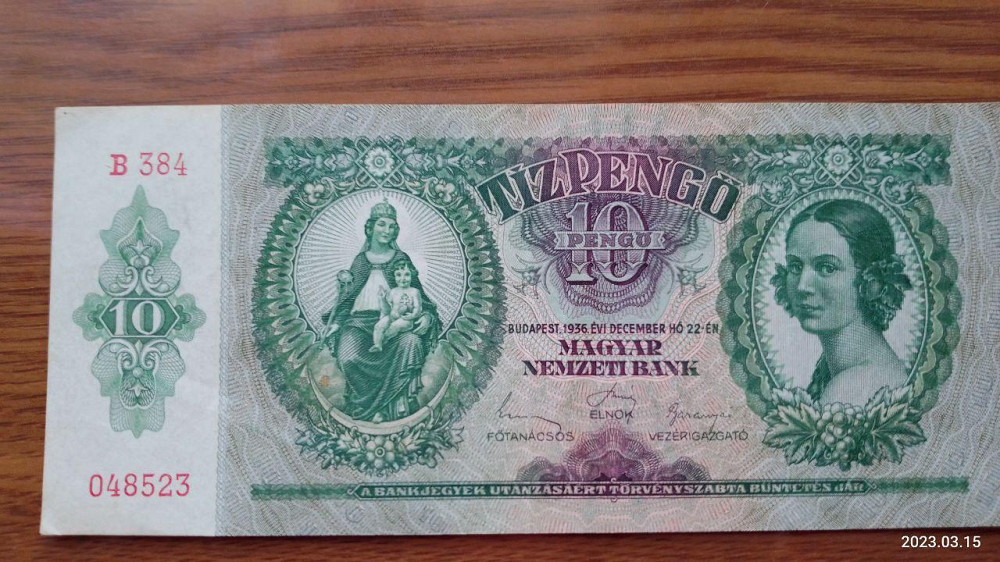 B 384
10
048523
TÍZPENGŐ
10
PENGŐ
BUDAPEST, 1936. ÉVI DECEMBER HÓ 22-ÉN
MAGYAR
NEMZETI BANK
ELNÖK
FŐTANÁCSOS VEZÉRIGAZGATÓ
A BANKJEGYEK UTÁNZÁSÁÉRT TÖRVÉNYSZABTA BÜNTETÉS JÁR
2023.03.15